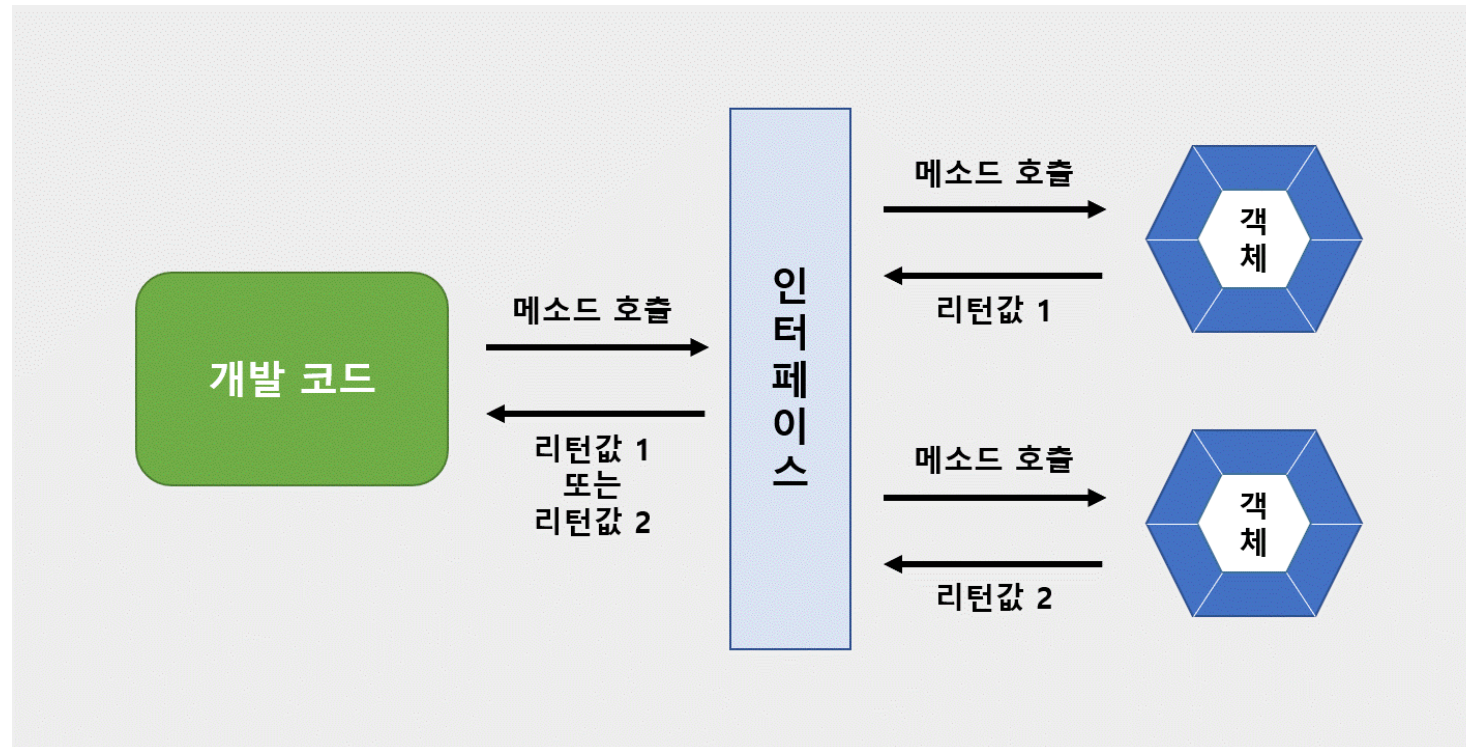 개발 코드
메소드 호출
리턴값 1
또는
리턴값 2
인
터
페
이
스
메소드 호출
리턴값 1
객
체
메소드 호출
리턴값 2
객
체